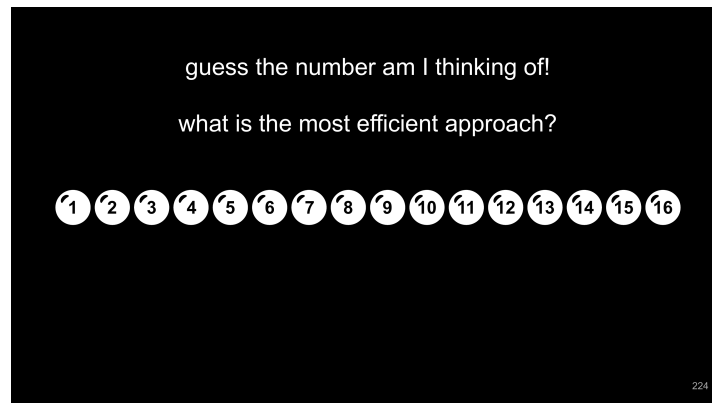 guess the number am I thinking of!
what is the most efficient approach?
1 2 3 4 5 6 7 8 9 10 11 12 13 14 15 16
224